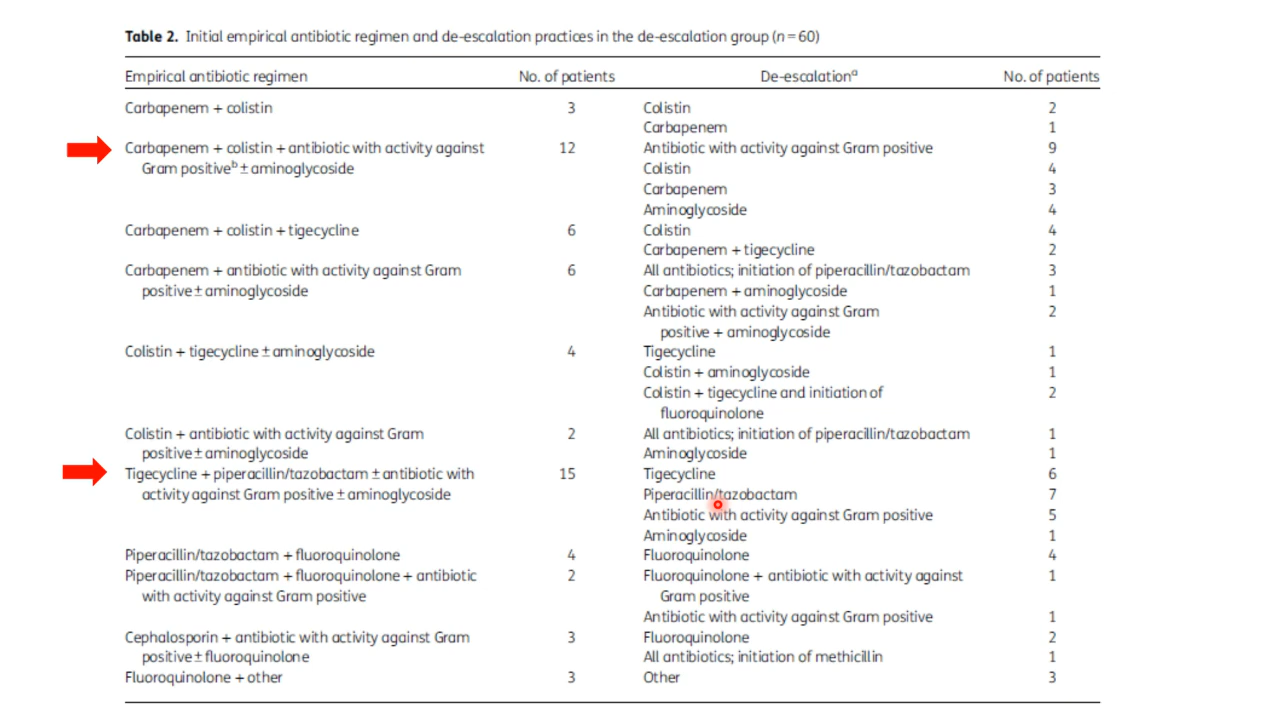 Table 2. Initial empirical antibiotic regimen and de-escalation practices in the de-escalation group (n=60)
Empirical antibiotic regimen No. of patients De-escalationᵃ No. of patients
Carbapenem + colistin 3 Colistin 2
Carbapenem 1
Carbapenem + colistin + antibiotic with activity against 12 Antibiotic with activity against Gram positive 9
Gram positiveᵇ ± aminoglycoside Colistin 4
Carbapenem 3
Aminoglycoside 4
Carbapenem + colistin + tigecycline 6 Colistin 4
Carbapenem + tigecycline 2
Carbapenem + antibiotic with activity against Gram 6 All antibiotics; initiation of piperacillin/tazobactam 3
positive ± aminoglycoside Carbapenem + aminoglycoside 1
Antibiotic with activity against Gram 2
positive + aminoglycoside
Colistin + tigecycline ± aminoglycoside 4 Tigecycline 1
Colistin + aminoglycoside 1
Colistin + tigecycline and initiation of 2
fluoroquinolone
Colistin + antibiotic with activity against Gram 2 All antibiotics; initiation of piperacillin/tazobactam 1
positive ± aminoglycoside Aminoglycoside 1
Tigecycline + piperacillin/tazobactam ± antibiotic with 15 Tigecycline 6
activity against Gram positive ± aminoglycoside Piperacillin/tazobactam 7
Antibiotic with activity against Gram positive 5
Aminoglycoside 1
Piperacillin/tazobactam + fluoroquinolone 4 Fluoroquinolone 4
Piperacillin/tazobactam + fluoroquinolone + antibiotic 2 Fluoroquinolone + antibiotic with activity against 1
with activity against Gram positive Gram positive
Antibiotic with activity against Gram positive 1
Cephalosporin + antibiotic with activity against Gram 3 Fluoroquinolone 2
positive ± fluoroquinolone All antibiotics; initiation of methicillin 1
Fluoroquinolone + other 3 Other 3